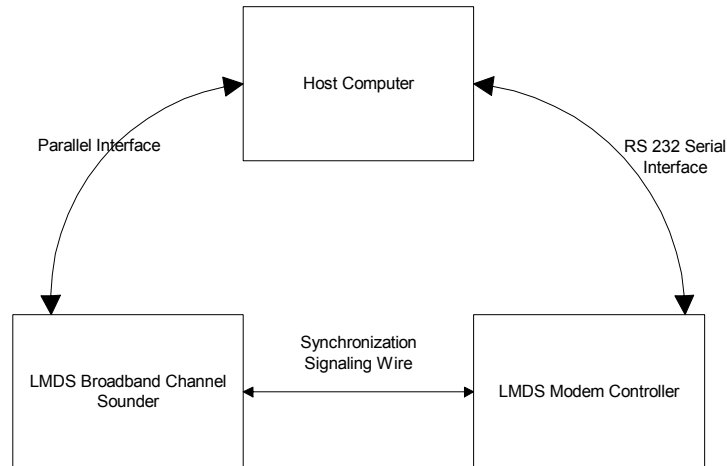 Host Computer
Parallel Interface
RS 232 Serial
Interface
Synchronization
Signaling Wire
LMDS Broadband Channel
Sounder
LMDS Modem Controller